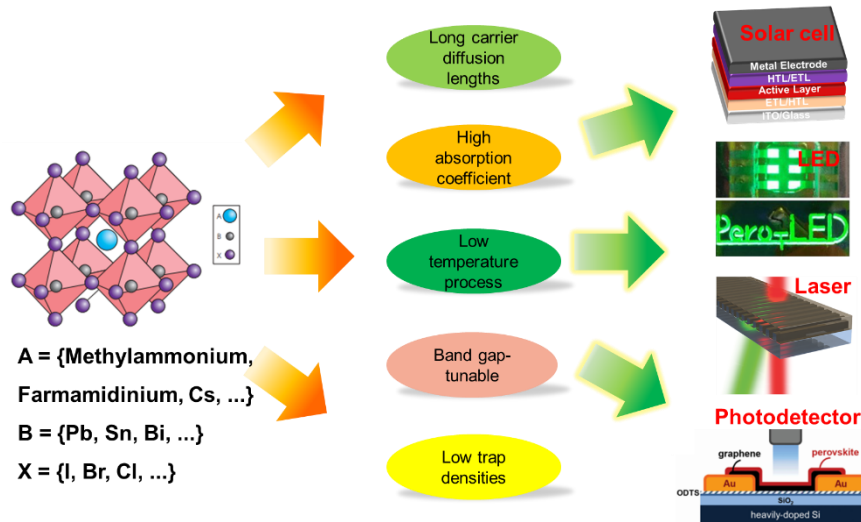 A
B
X
A = {Methylammonium,
Farmamidinium, Cs, ...}
B = {Pb, Sn, Bi, ...}
X = {I, Br, Cl, ...}
Long carrier
diffusion
lengths
High
absorption
coefficient
Low
temperature
process
Band gap-
tunable
Low trap
densities
Solar cell
Metal Electrode
HTL/ETL
Active Layer
ETL/HTL
ITO/Glass
LED
Pero-LED
Laser
Photodetector
graphene
perovskite
Au
Au
ODTS
SiO₂
heavily-doped Si